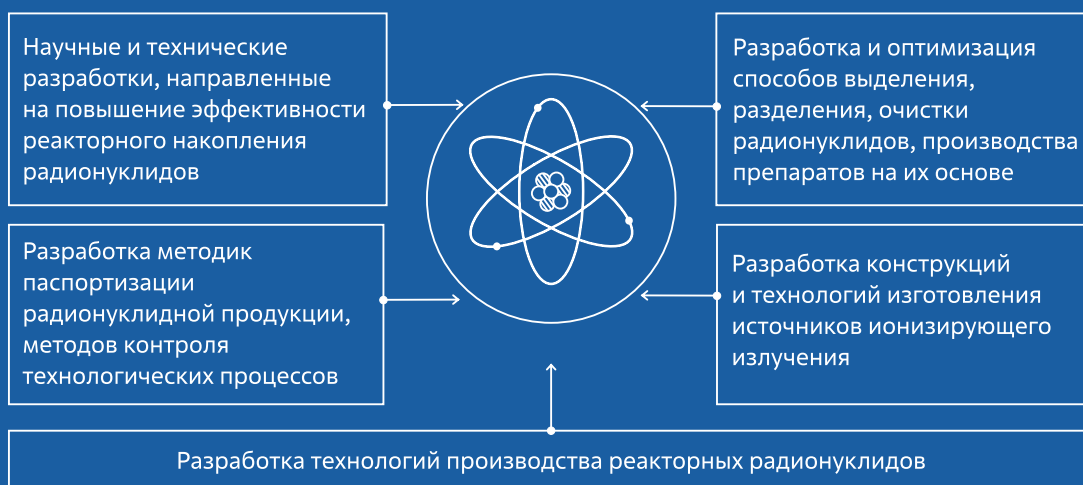 Научные и технические
разработки, направленные
на повышение эффективности
реакторного накопления
радионуклидов
Разработка и оптимизация
способов выделения,
разделения, очистки
радионуклидов, производства
препаратов на их основе
Разработка методик
паспортизации
радионуклидной продукции,
методов контроля
технологических процессов
Разработка конструкций
и технологий изготовления
источников ионизирующего
излучения
Разработка технологий производства реакторных радионуклидов